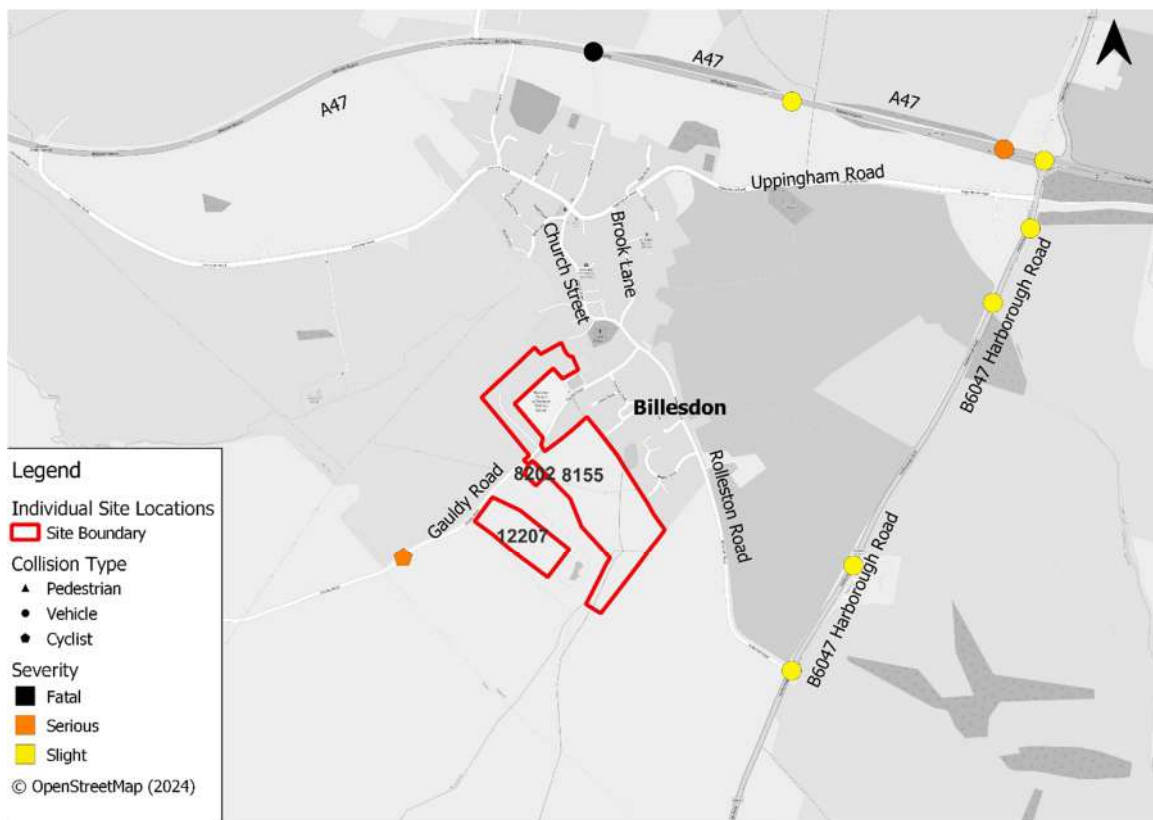 A47
A47
A47
Uppingham Road
Brook Lane
Church Street
B6047 Harborough Road
Billesdon
8202
8155
Rolleston Road
Gauldy Road
12207
B6047 Harborough Road
Legend
Individual Site Locations
Site Boundary
Collision Type
Pedestrian
Vehicle
Cyclist
Severity
Fatal
Serious
Slight
© OpenStreetMap (2024)